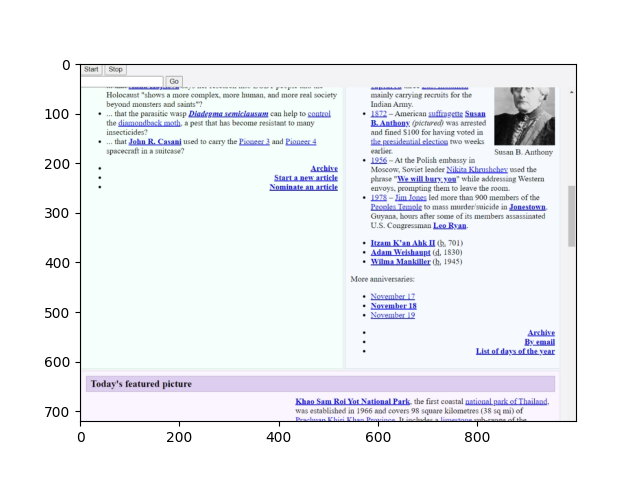 Start Stop
Go
Holocaust "shows a more complex, more human, and more real society
beyond monsters and saints"?
... that the parasitic wasp Diadegma semiclausum can help to control
the diamondback moth, a pest that has become resistant to many
insecticides?
... that John R. Casani used to carry the Pioneer 3 and Pioneer 4
spacecraft in a suitcase?
Archive
Start a new article
Nominate an article
mainly carrying recruits for the
Indian Army.
1872 – American suffragette Susan
B. Anthony (pictured) was arrested
and fined $100 for having voted in
the presidential election two weeks
earlier.
Susan B. Anthony
1956 – At the Polish embassy in
Moscow, Soviet leader Nikita Khrushchev used the
phrase "We will bury you" while addressing Western
envoys, prompting them to leave the room.
1978 – Jim Jones led more than 900 members of the
Peoples Temple to mass murder/suicide in Jonestown,
Guyana, hours after some of its members assassinated
U.S. Congressman Leo Ryan.
Itzam K'an Ahk II (b. 701)
Adam Weishaupt (d. 1830)
Wilma Mankiller (b. 1945)
More anniversaries:
November 17
November 18
November 19
Archive
By email
List of days of the year
Today's featured picture
Khao Sam Roi Yot National Park, the first coastal national park of Thailand,
was established in 1966 and covers 98 square kilometres (38 sq mi) of
0
100
200
300
400
500
600
700
0 200 400 600 800